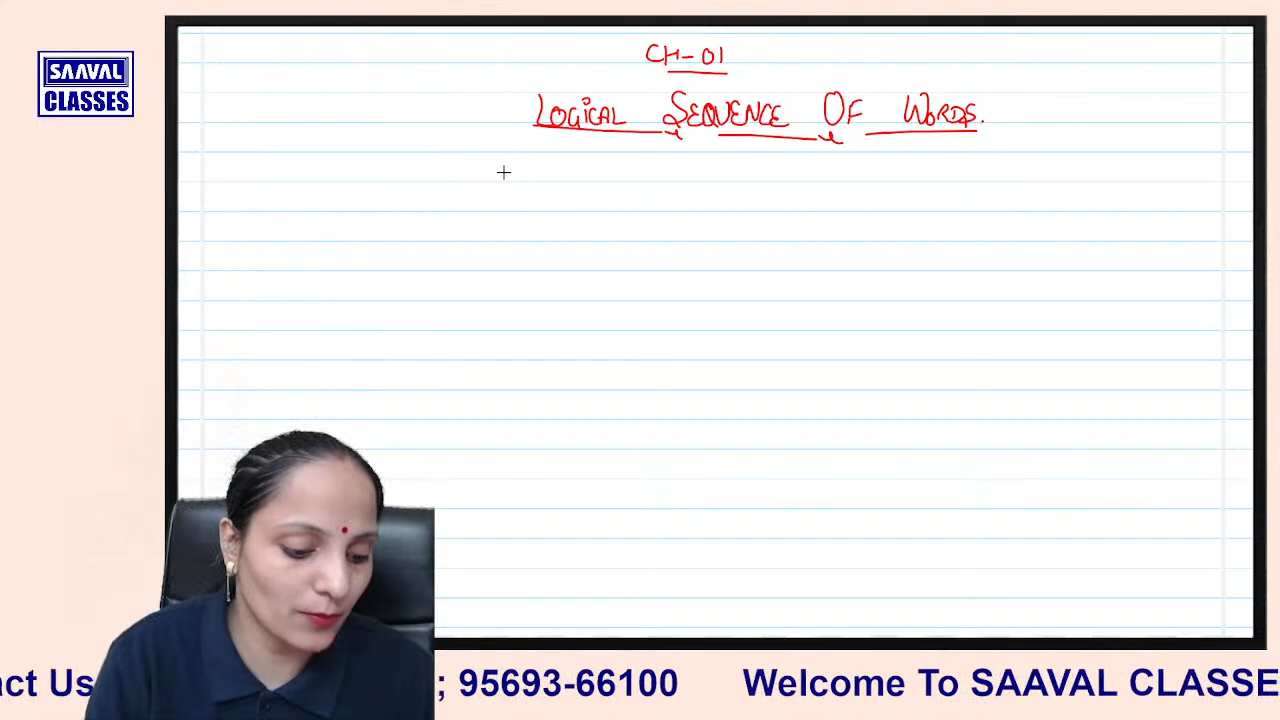 SAAVAL
CLASSES
CH-01
LOGICAL SEQUENCE OF WORDS.
act Us ; 95693-66100 Welcome To SAAVAL CLASSE